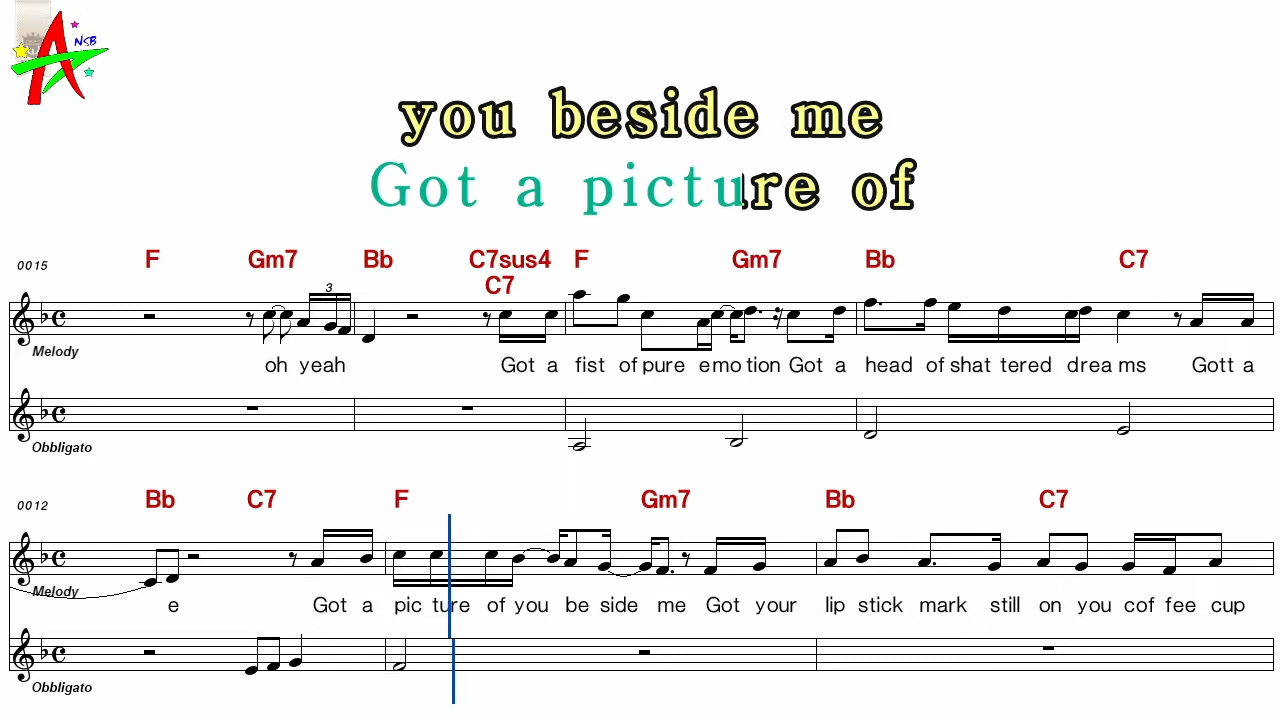 NSB
you beside me
Got a picture of
0015 F Gm7 Bb C7sus4 F Gm7 Bb C7
C7
3
Melody
oh yeah Got a fist of pure emotion Got a head of shattered dreams Gott a
Obbligato
0012 Bb C7 F Gm7 Bb C7
Melody
e Got a picture of you beside me Got your lipstick mark still on you coffee cup
Obbligato